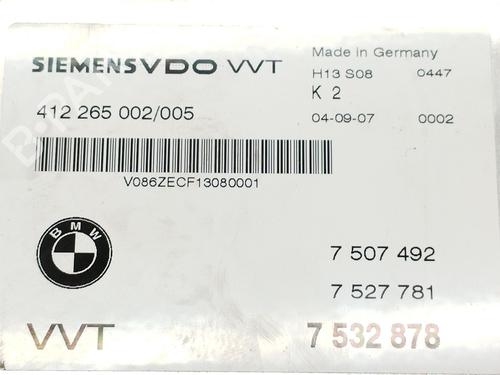 SIEMENSVDO VVT
Made in Germany
H13 S08 0447
K 2
412 265 002/005
04-09-07 0002
V086ZECF13080001
BMW
7 507 492
7 527 781
VVT 7 532 878